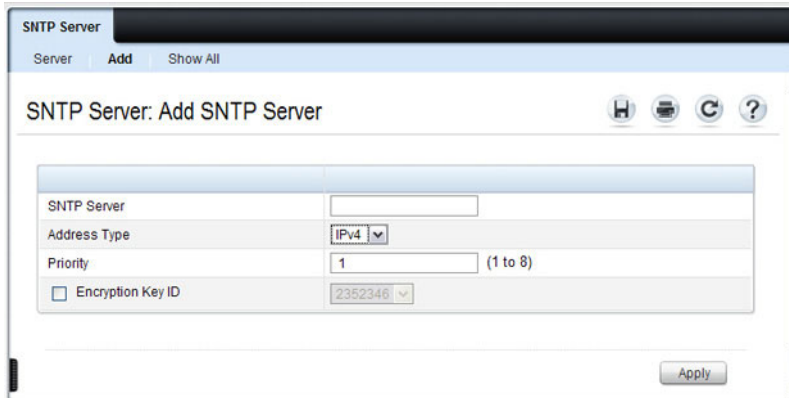 SNTP Server
Server Add Show All
SNTP Server: Add SNTP Server
?
SNTP Server
Address Type IPv4
Priority 1 (1 to 8)
Encryption Key ID 2352346
Apply